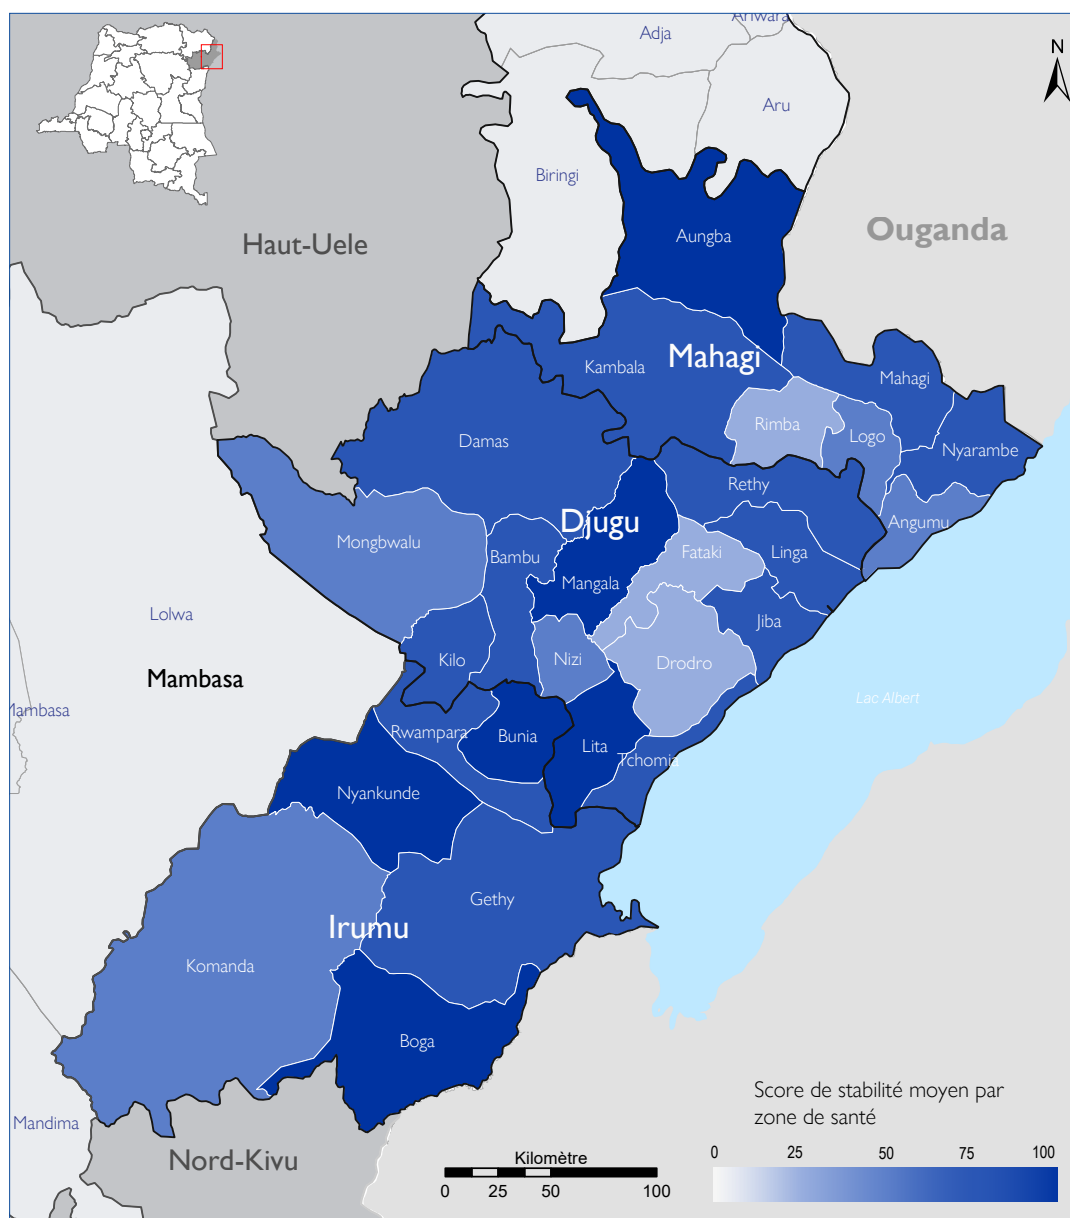 Ariwara
Adja
N
Aru
Biringi
Ouganda
Aungba
Haut-Uele
Mahagi
Kambala
Mahagi
Rimba
Logo
Damas
Nyarambe
Rethy
Djugu
Angumu
Mongbwalu
Bambu
Fataki
Linga
Mangala
Lolwa
Jiba
Kilo
Nizi
Drodro
Mambasa
Lac Albert
Mambasa
Rwampara
Bunia
Lita
Tchomia
Nyankunde
Gethy
Irumu
Komanda
Boga
Score de stabilité moyen par
zone de santé
Mandima
Nord-Kivu
Kilomètre
0 25 50 100
0 25 50 75 100